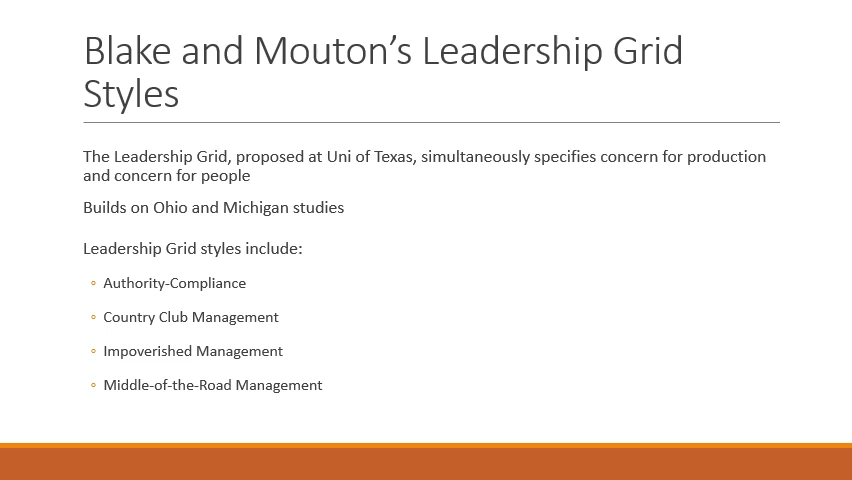 Blake and Mouton’s Leadership Grid
Styles
The Leadership Grid, proposed at Uni of Texas, simultaneously specifies concern for production
and concern for people
Builds on Ohio and Michigan studies
Leadership Grid styles include:
◦ Authority-Compliance
◦ Country Club Management
◦ Impoverished Management
◦ Middle-of-the-Road Management